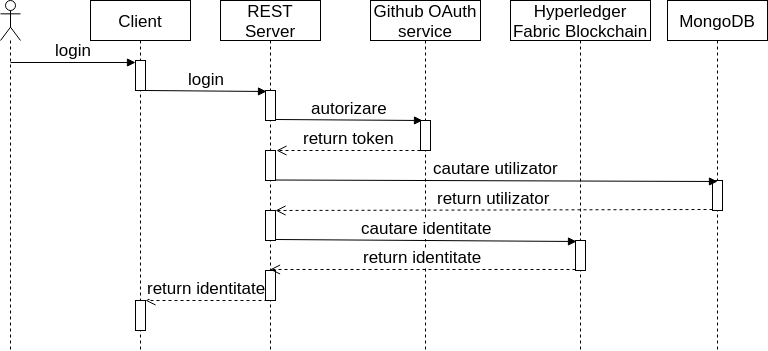 Client
REST
Server
Github OAuth
service
Hyperledger
Fabric Blockchain
MongoDB
login
login
autorizare
return token
cautare utilizator
return utilizator
cautare identitate
return identitate
return identitate